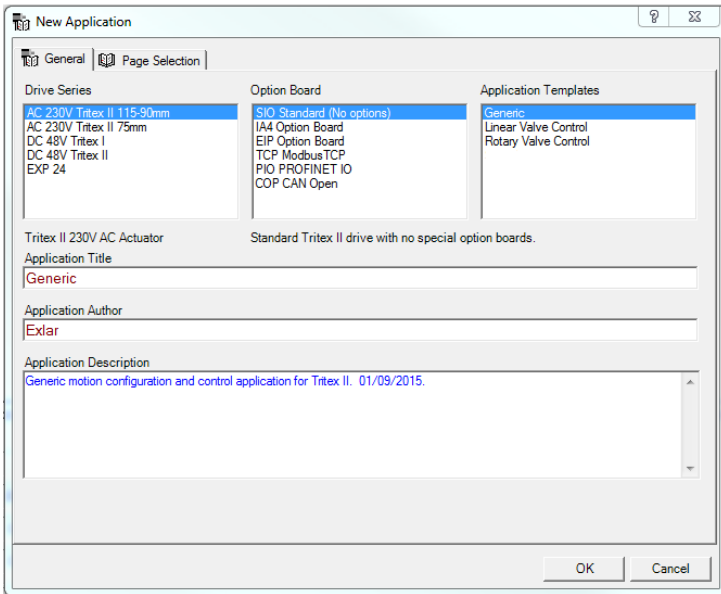 New Application
General
Page Selection
Drive Series
Option Board
Application Templates
AC 230V Tritex II 115-90mm
AC 230V Tritex II 75mm
DC 48V Tritex I
DC 48V Tritex II
EXP 24
SIO Standard (No options)
IA4 Option Board
EIP Option Board
TCP ModbusTCP
PIO PROFINET IO
COP CAN Open
Generic
Linear Valve Control
Rotary Valve Control
Tritex II 230V AC Actuator
Standard Tritex II drive with no special option boards.
Application Title
Generic
Application Author
Exlar
Application Description
Generic motion configuration and control application for Tritex II.  01/09/2015.
OK
Cancel